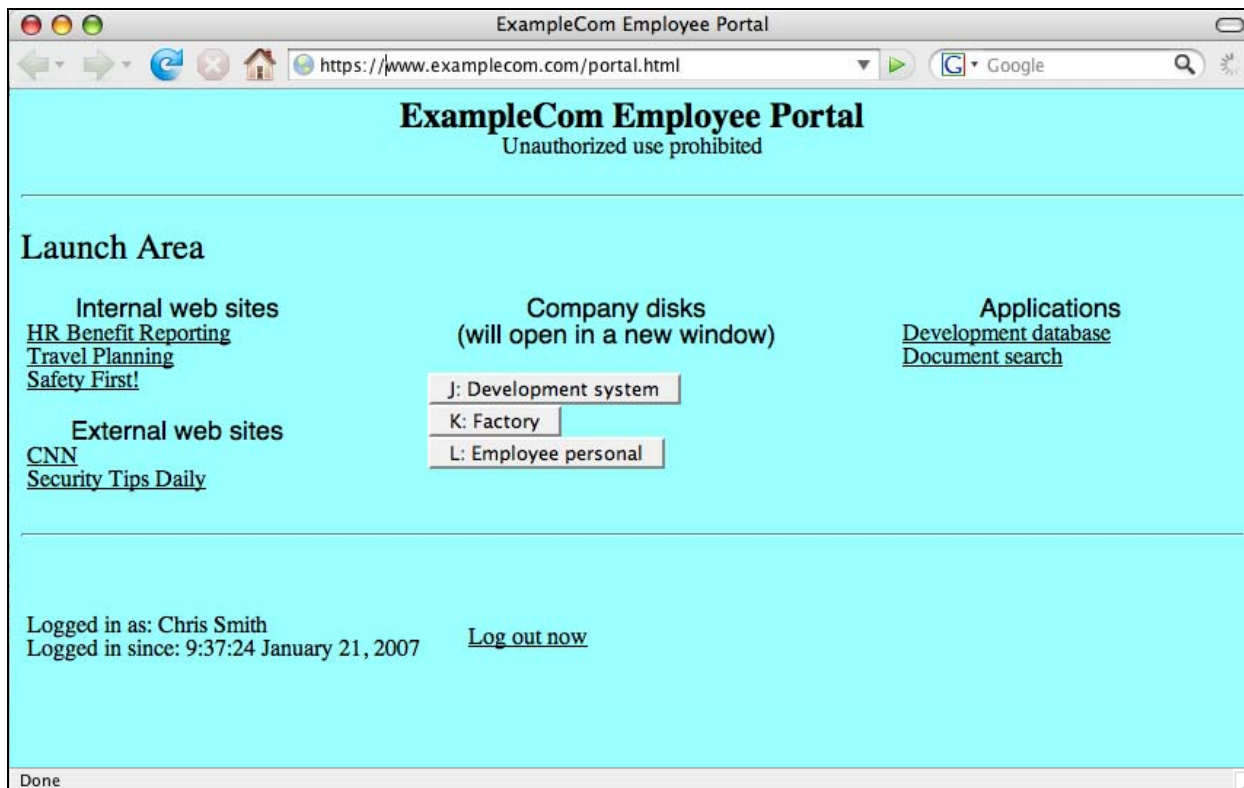 ExampleCom Employee Portal
https://www.examplecom.com/portal.html
Google
ExampleCom Employee Portal
Unauthorized use prohibited
Launch Area
Internal web sites
HR Benefit Reporting
Travel Planning
Safety First!
External web sites
CNN
Security Tips Daily
Company disks
(will open in a new window)
J: Development system
K: Factory
L: Employee personal
Applications
Development database
Document search
Logged in as: Chris Smith
Logged in since: 9:37:24 January 21, 2007
Log out now
Done